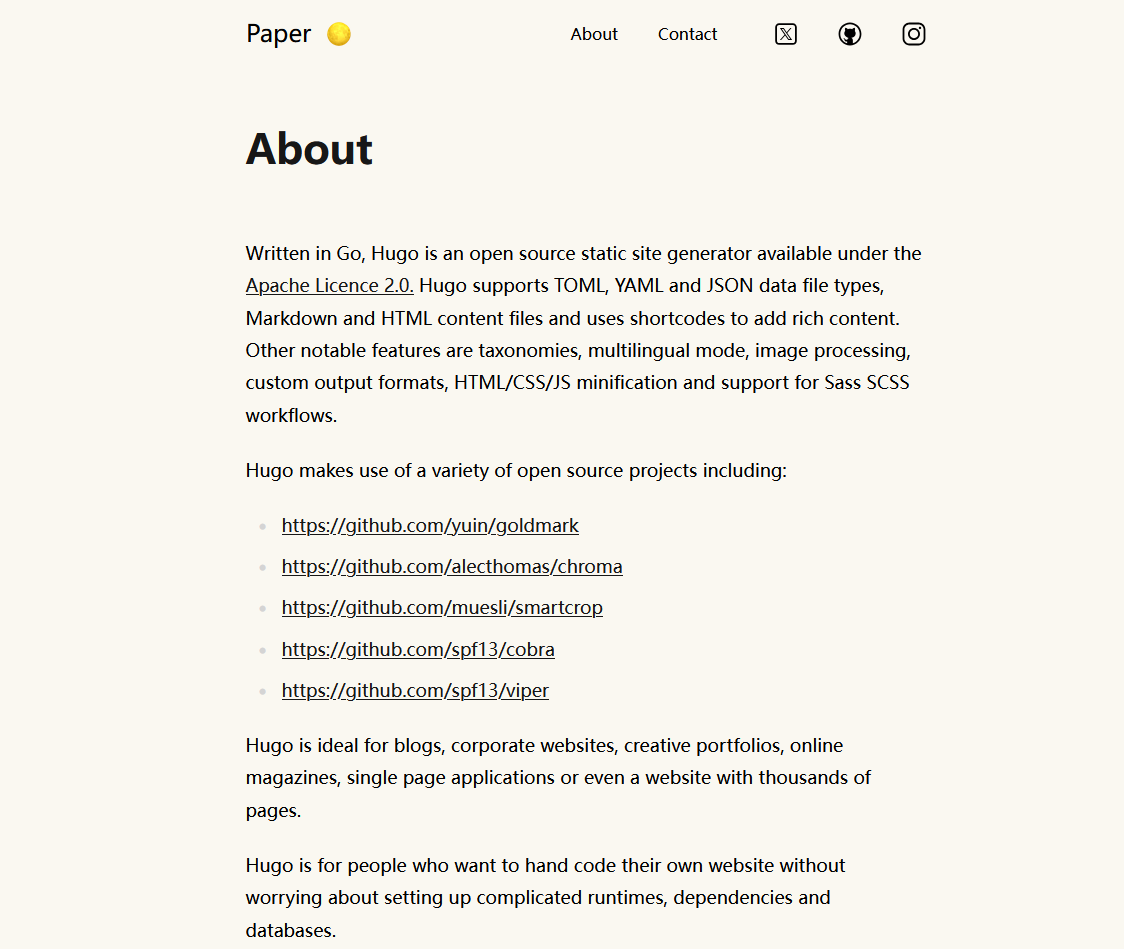 Paper
About
Contact
About
Written in Go, Hugo is an open source static site generator available under the
Apache Licence 2.0. Hugo supports TOML, YAML and JSON data file types,
Markdown and HTML content files and uses shortcodes to add rich content.
Other notable features are taxonomies, multilingual mode, image processing,
custom output formats, HTML/CSS/JS minification and support for Sass SCSS
workflows.
Hugo makes use of a variety of open source projects including:
https://github.com/yuin/goldmark
https://github.com/alecthomas/chroma
https://github.com/muesli/smartcrop
https://github.com/spf13/cobra
https://github.com/spf13/viper
Hugo is ideal for blogs, corporate websites, creative portfolios, online
magazines, single page applications or even a website with thousands of
pages.
Hugo is for people who want to hand code their own website without
worrying about setting up complicated runtimes, dependencies and
databases.